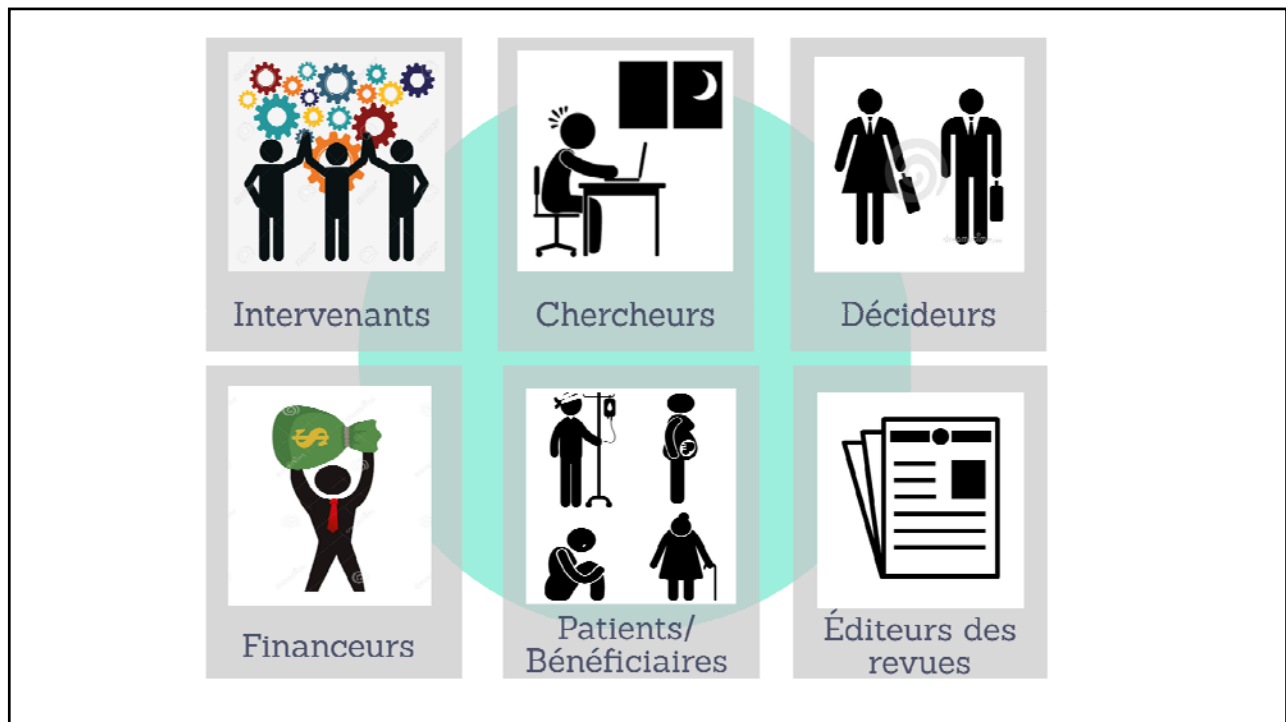 Intervenants
Chercheurs
Décideurs
$
Financeurs
Patients/
Bénéficiaires
Éditeurs des
revues